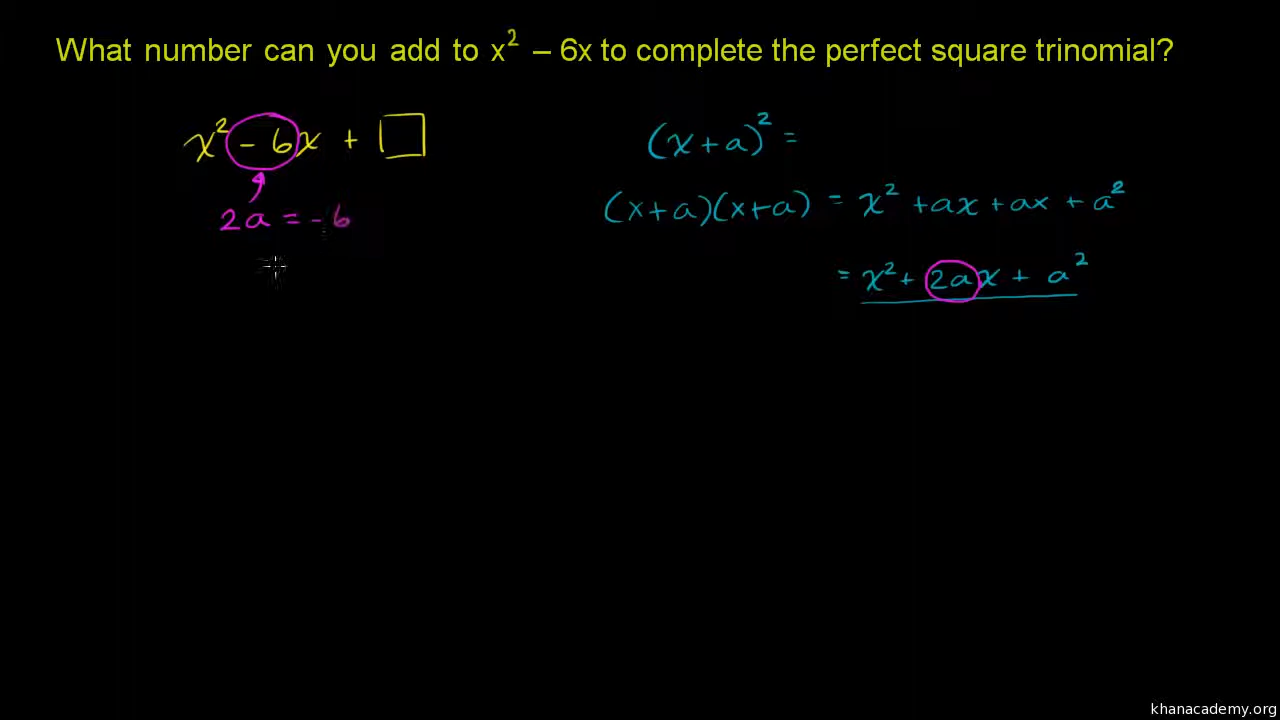 What number can you add to x² – 6x to complete the perfect square trinomial?
x² - 6x + □
2a = -6
(x+a)² =
(x+a)(x+a) = x² +ax +ax + a²
= x² + 2ax + a²
khanacademy.org